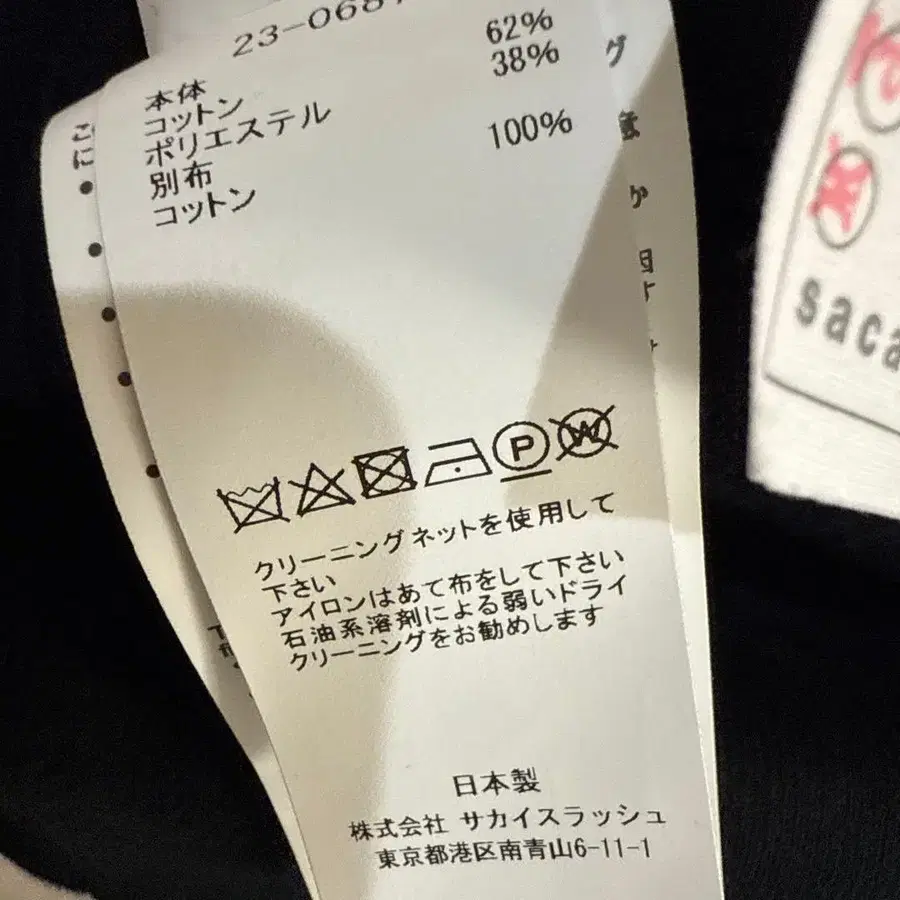 23-0687
62%
本体
38%
コットン
ポリエステル
100%
別布
コットン
P
W
クリーニングネットを使用して
下さい
アイロンはあて布をして下さい
石油系溶剤による弱いドライ
クリーニングをお勧めします
日本製
株式会社 サカイスラッシュ
東京都港区南青山6-11-1
こ
に
グ
saca